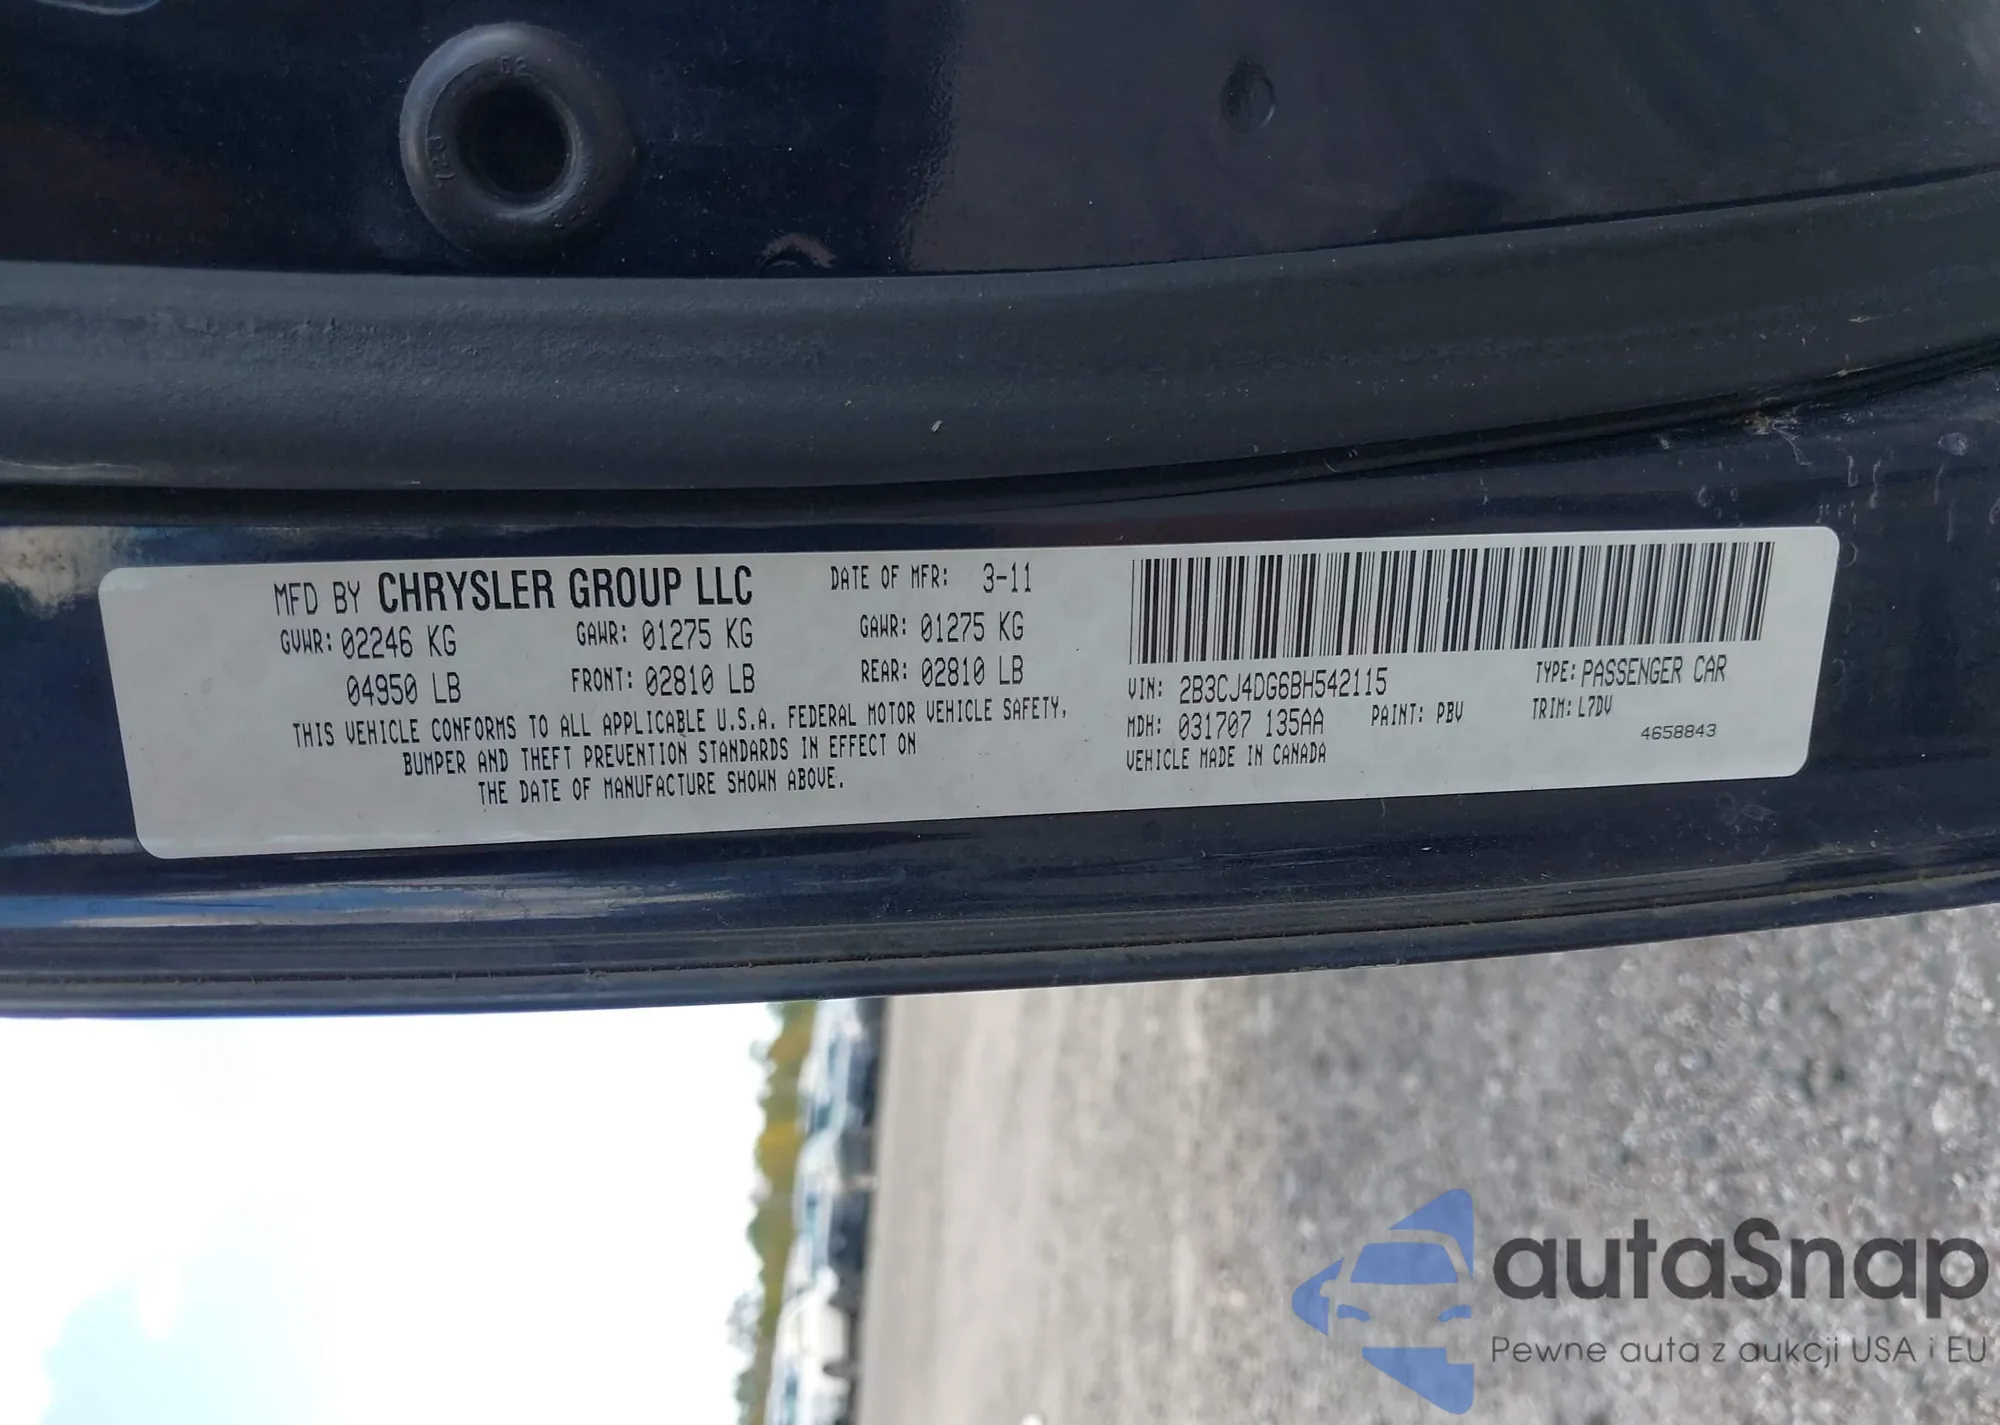 52
MFD BY CHRYSLER GROUP LLC DATE OF MFR: 3-11
GVWR: 02246 KG GAWR: 01275 KG GAWR: 01275 KG
04950 LB FRONT: 02810 LB REAR: 02810 LB
THIS VEHICLE CONFORMS TO ALL APPLICABLE U.S.A. FEDERAL MOTOR VEHICLE SAFETY,
BUMPER AND THEFT PREVENTION STANDARDS IN EFFECT ON
THE DATE OF MANUFACTURE SHOWN ABOVE.
VIN: 2B3CJ4DG6BH542115 TYPE: PASSENGER CAR
MDH: 031707 135AA PAINT: PBV TRIM: L7DV
VEHICLE MADE IN CANADA 4658843
autaSnap
Pewne auta z aukcji USA i EU